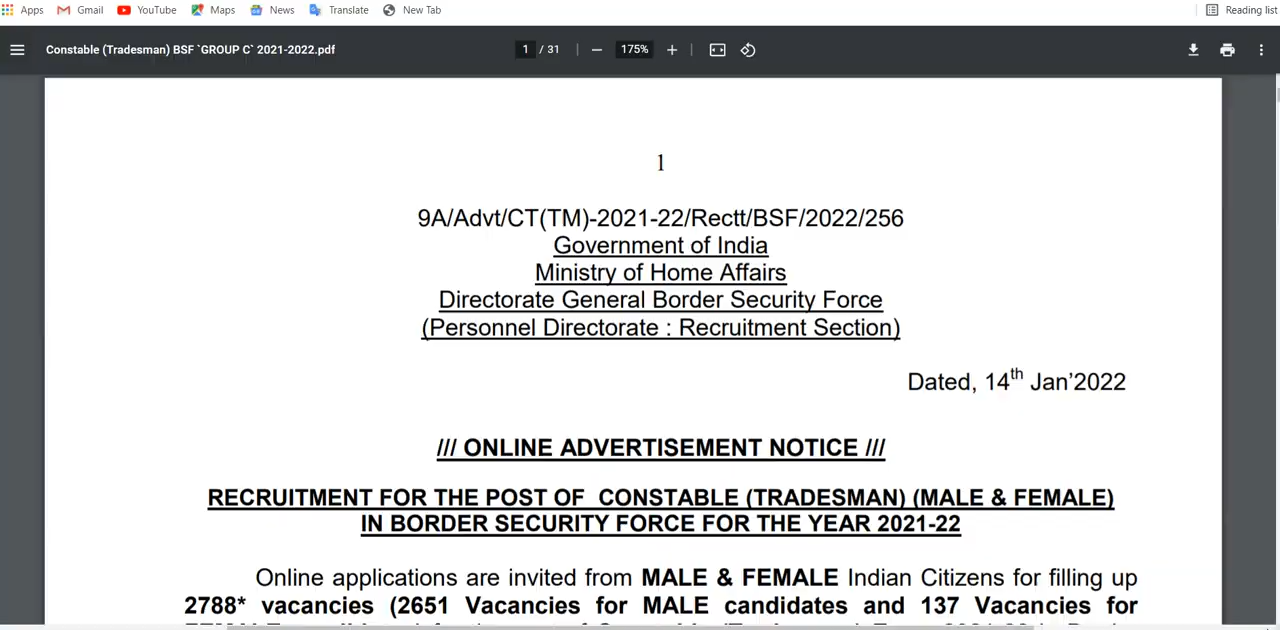 Apps Gmail YouTube Maps News Translate New Tab Reading list
Constable (Tradesman) BSF `GROUP C` 2021-2022.pdf 1 / 31 175%
1
9A/Advt/CT(TM)-2021-22/Rectt/BSF/2022/256
Government of India
Ministry of Home Affairs
Directorate General Border Security Force
(Personnel Directorate : Recruitment Section)
Dated, 14th Jan’2022
/// ONLINE ADVERTISEMENT NOTICE ///
RECRUITMENT FOR THE POST OF CONSTABLE (TRADESMAN) (MALE & FEMALE)
IN BORDER SECURITY FORCE FOR THE YEAR 2021-22
Online applications are invited from MALE & FEMALE Indian Citizens for filling up
2788* vacancies (2651 Vacancies for MALE candidates and 137 Vacancies for